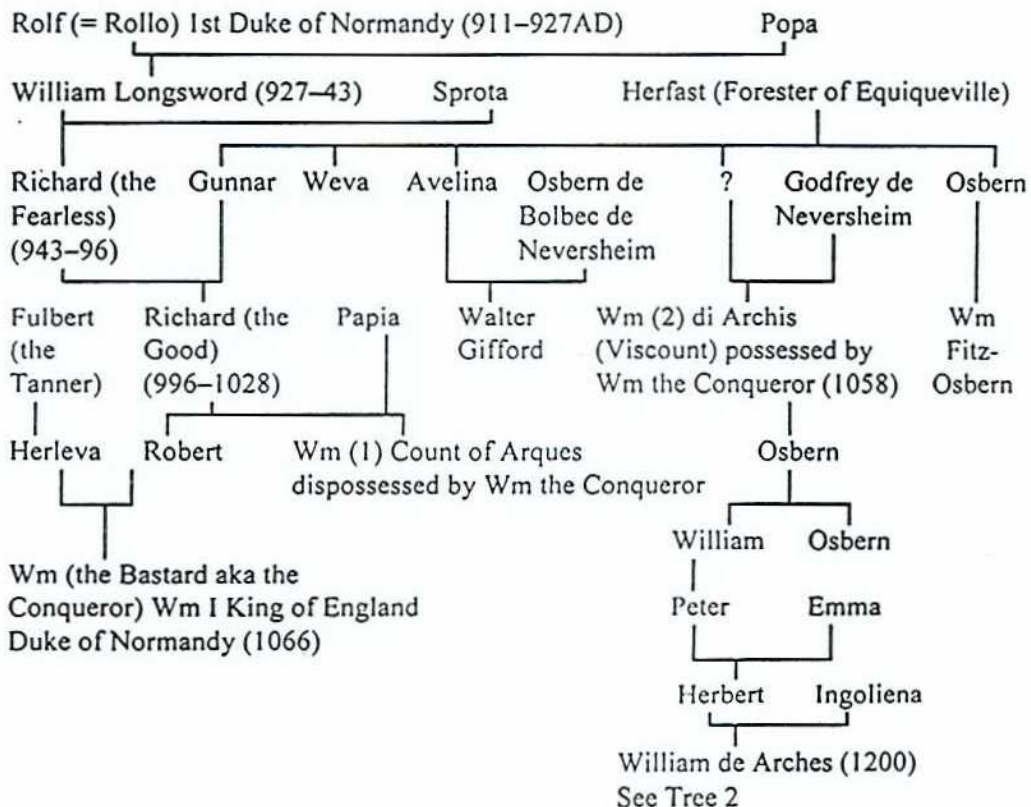 Rolf (= Rollo) 1st Duke of Normandy (911–927AD) Popa
William Longsword (927–43) Sprota Herfast (Forester of Equiqueville)
Richard (the Gunnar Weva Avelina Osbern de ? Godfrey de Osbern
Fearless) Bolbec de Neversheim
(943–96) Neversheim
Fulbert Richard (the Papia Walter Wm (2) di Archis Wm
(the Good) Gifford (Viscount) possessed by Fitz-
Tanner) (996–1028) Wm the Conqueror (1058) Osbern
Herleva Robert Wm (1) Count of Arques Osbern
dispossessed by Wm the Conqueror
William Osbern
Wm (the Bastard aka the
Conqueror) Wm I King of England Peter Emma
Duke of Normandy (1066)
Herbert Ingoliena
William de Arches (1200)
See Tree 2